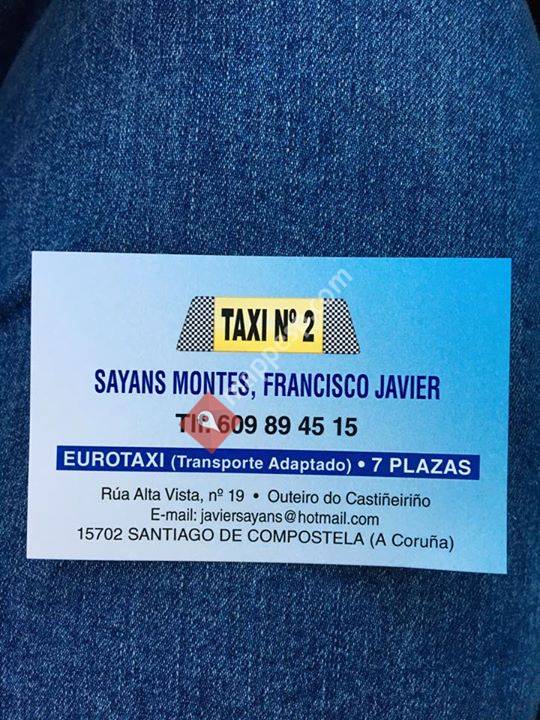 TAXI Nº 2
SAYANS MONTES, FRANCISCO JAVIER
Tlf. 609 89 45 15
EUROTAXI (Transporte Adaptado) • 7 PLAZAS
Rúa Alta Vista, nº 19 • Outeiro do Castiñeiriño
E-mail: javiersayans@hotmail.com
15702 SANTIAGO DE COMPOSTELA (A Coruña)